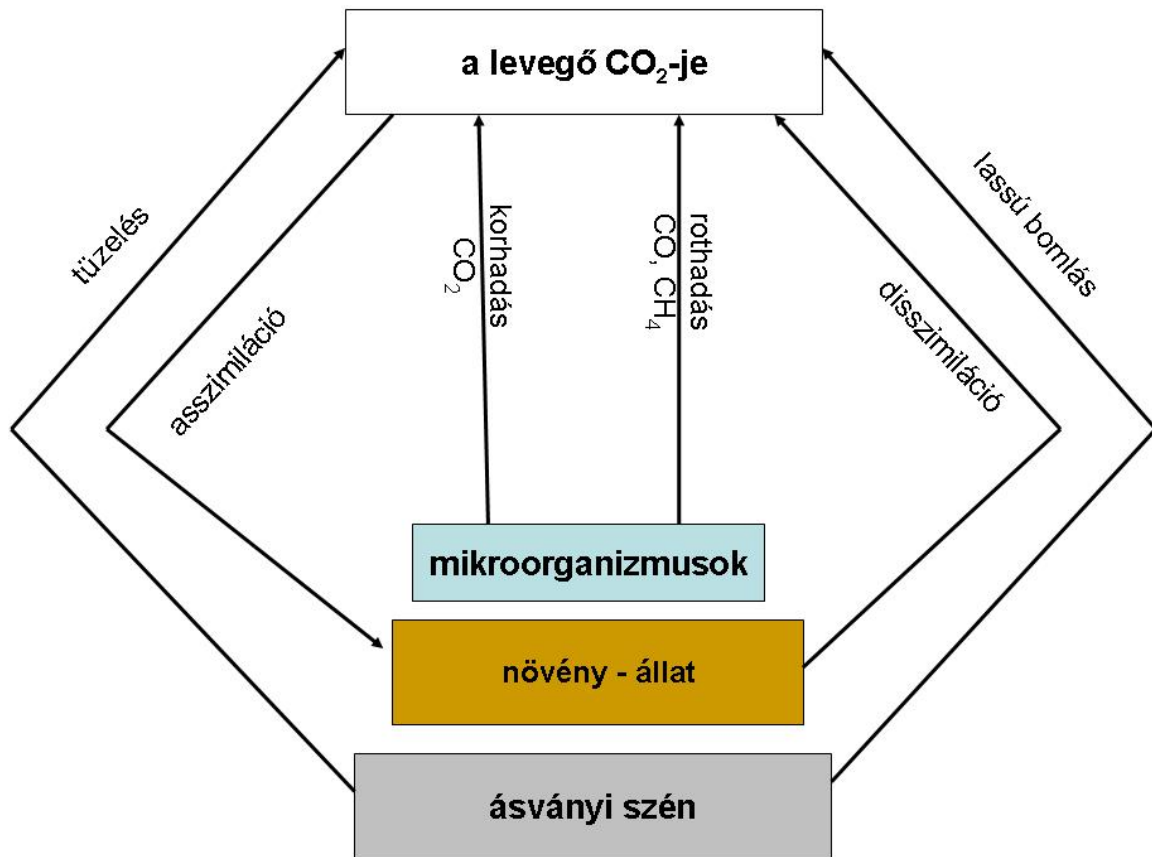 a levegő CO₂-je
tüzelés
asszimiláció
korhadás
CO₂
rothadás
CO, CH₄
disszimiláció
lassú bomlás
mikroorganizmusok
növény - állat
ásványi szén